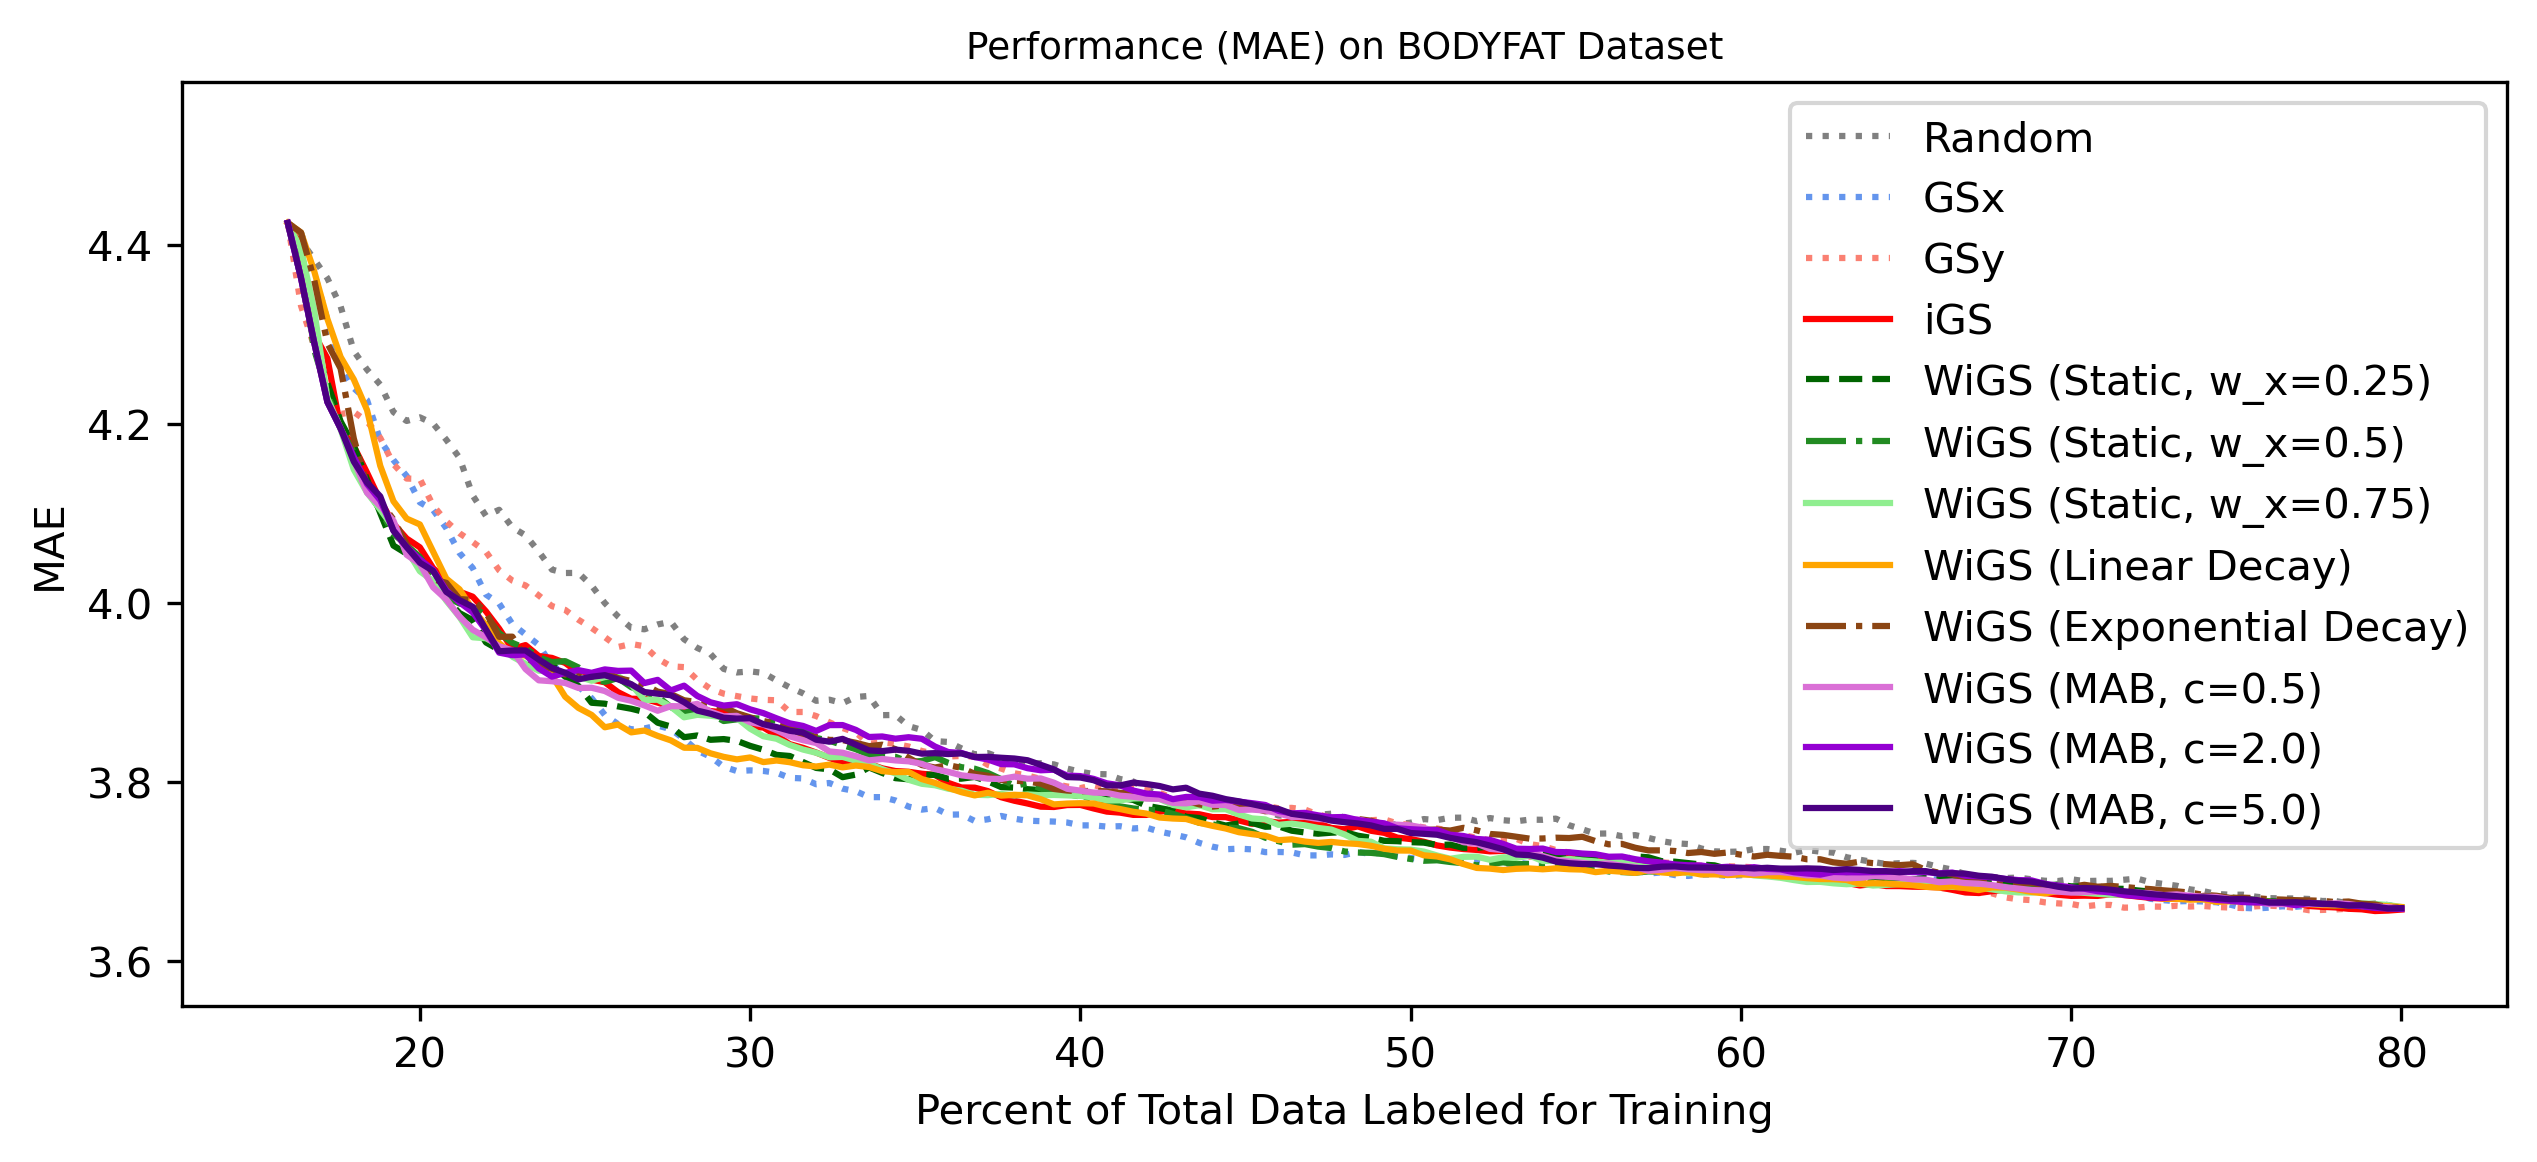 Performance (MAE) on BODYFAT Dataset
Random
GSx
GSy
iGS
WiGS (Static, w_x=0.25)
WiGS (Static, w_x=0.5)
WiGS (Static, w_x=0.75)
WiGS (Linear Decay)
WiGS (Exponential Decay)
WiGS (MAB, c=0.5)
WiGS (MAB, c=2.0)
WiGS (MAB, c=5.0)
MAE
4.4
4.2
4.0
3.8
3.6
20 30 40 50 60 70 80
Percent of Total Data Labeled for Training